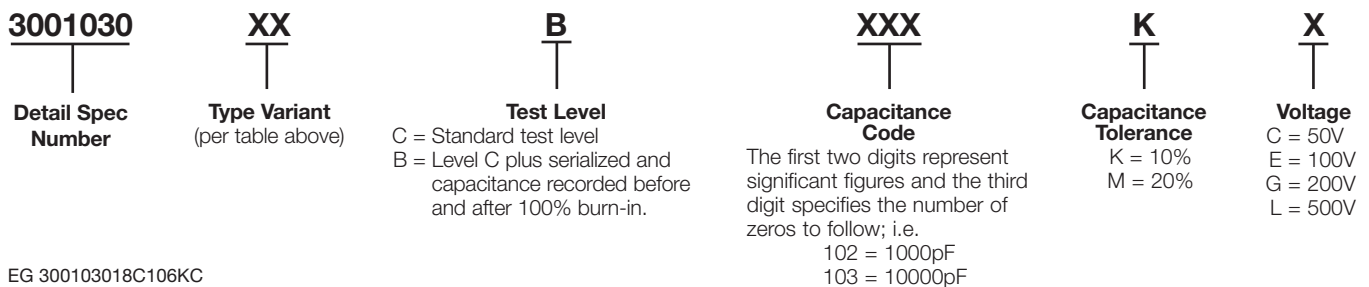 3001030
XX
B
XXX
K
X
Detail Spec
Number
Type Variant
(per table above)
Test Level
C = Standard test level
B = Level C plus serialized and
capacitance recorded before
and after 100% burn-in.
Capacitance
Code
The first two digits represent
significant figures and the third
digit specifies the number of
zeros to follow; i.e.
102 = 1000pF
103 = 10000pF
Capacitance
Tolerance
K = 10%
M = 20%
Voltage
C = 50V
E = 100V
G = 200V
L = 500V
EG 300103018C106KC